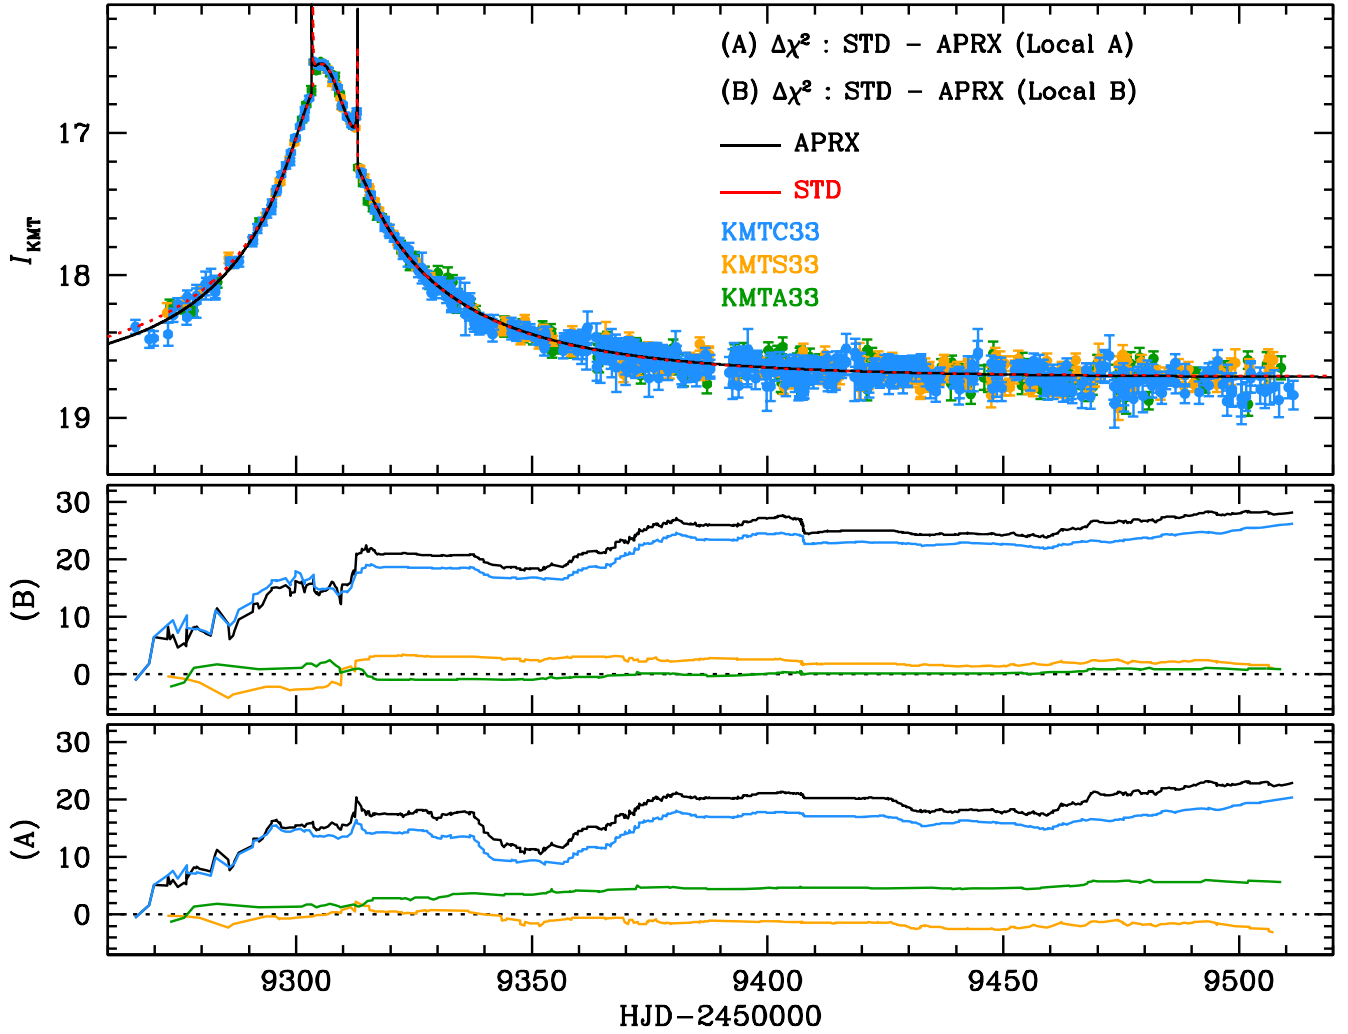 (A) Δχ² : STD − APRX (Local A)
(B) Δχ² : STD − APRX (Local B)
APRX
STD
KMTC33
KMTS33
KMTA33
17
18
19
I_KMT
30
20
10
0
(B)
30
20
10
0
(A)
9300 9350 9400 9450 9500
HJD−2450000